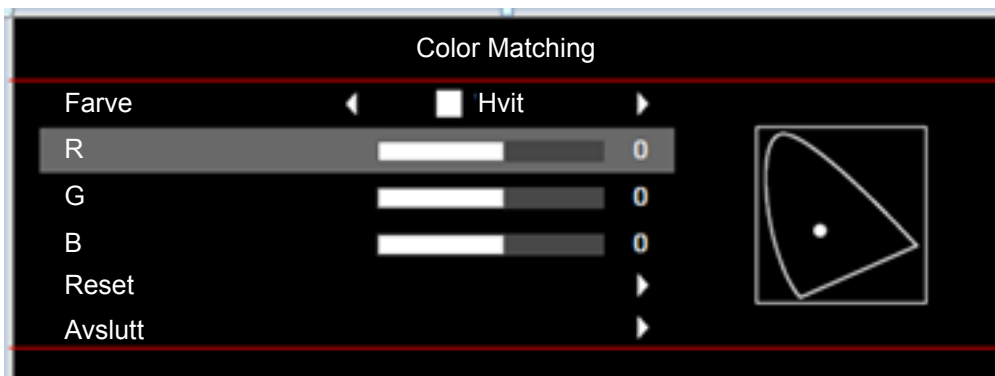 Color Matching
Farve Hvit
R 0
G 0
B 0
Reset
Avslutt